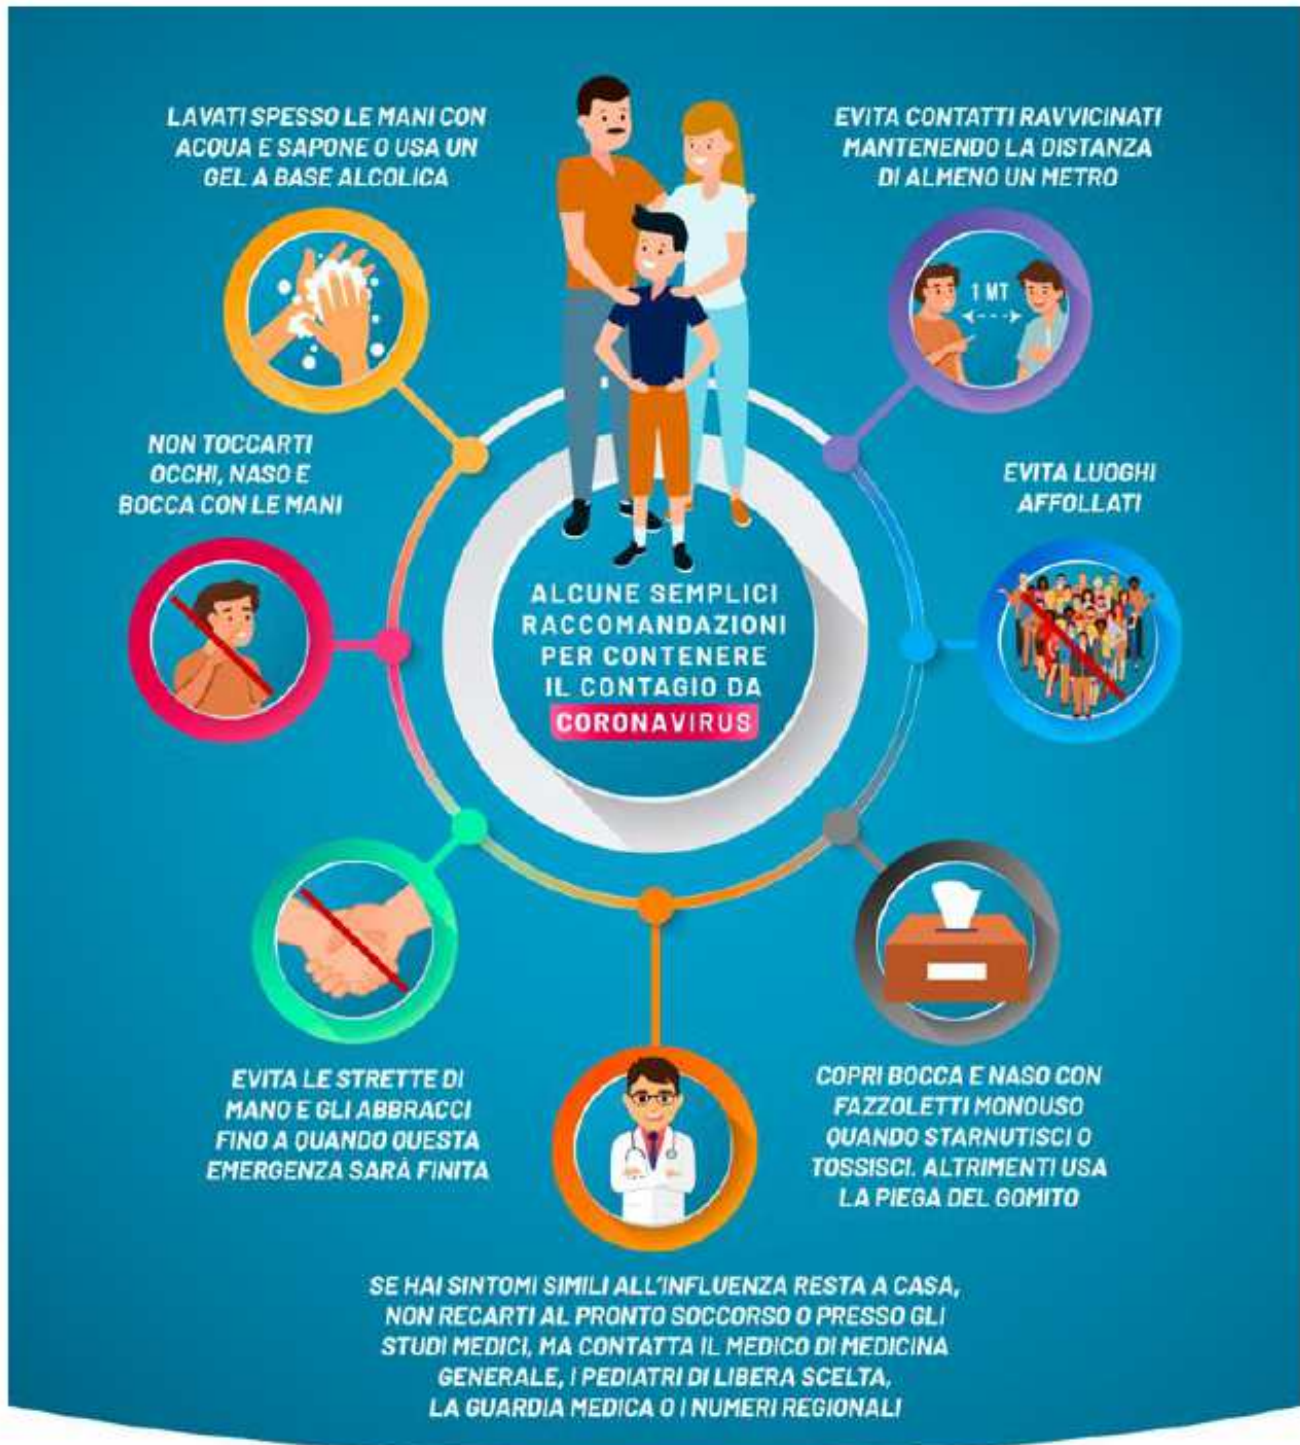 LAVATI SPESSO LE MANI CON
ACQUA E SAPONE O USA UN
GEL A BASE ALCOLICA
EVITA CONTATTI RAVVICINATI
MANTENENDO LA DISTANZA
DI ALMENO UN METRO
1 MT
NON TOCCARTI
OCCHI, NASO E
BOCCA CON LE MANI
EVITA LUOGHI
AFFOLLATI
ALCUNE SEMPLICI
RACCOMANDAZIONI
PER CONTENERE
IL CONTAGIO DA
CORONAVIRUS
EVITA LE STRETTE DI
MANO E GLI ABBRACCI
FINO A QUANDO QUESTA
EMERGENZA SARÀ FINITA
COPRI BOCCA E NASO CON
FAZZOLETTI MONOUSO
QUANDO STARNUTISCI O
TOSSISCI. ALTRIMENTI USA
LA PIEGA DEL GOMITO
SE HAI SINTOMI SIMILI ALL'INFLUENZA RESTA A CASA,
NON RECARTI AL PRONTO SOCCORSO O PRESSO GLI
STUDI MEDICI, MA CONTATTA IL MEDICO DI MEDICINA
GENERALE, I PEDIATRI DI LIBERA SCELTA,
LA GUARDIA MEDICA O I NUMERI REGIONALI